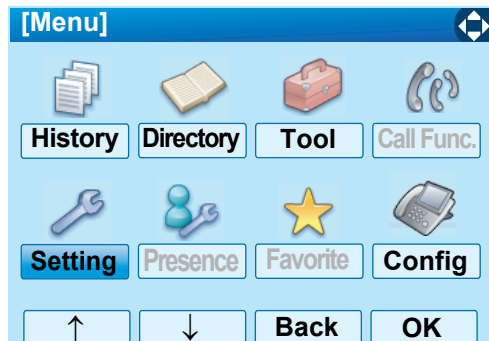 [Menu]
History Directory Tool Call Func.
Setting Presence Favorite Config
↑ ↓ Back OK